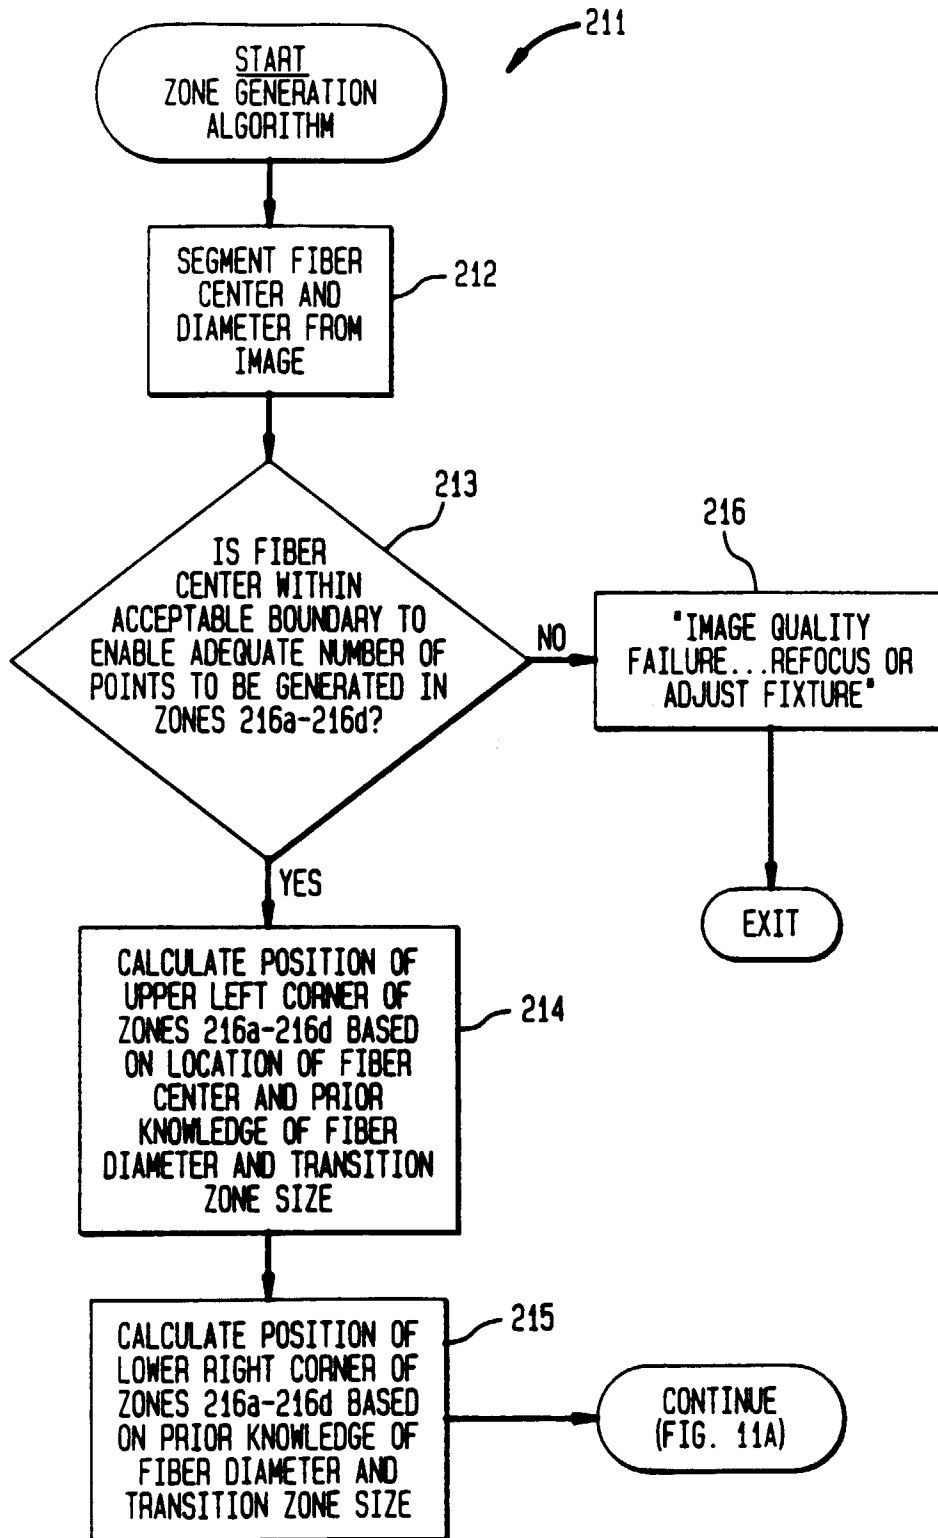 211
START
ZONE GENERATION
ALGORITHM
SEGMENT FIBER
CENTER AND
DIAMETER FROM
IMAGE
212
213
IS FIBER
CENTER WITHIN
ACCEPTABLE BOUNDARY TO
ENABLE ADEQUATE NUMBER OF
POINTS TO BE GENERATED IN
ZONES 216a-216d?
NO
216
"IMAGE QUALITY
FAILURE...REFOCUS OR
ADJUST FIXTURE"
EXIT
YES
CALCULATE POSITION OF
UPPER LEFT CORNER OF
ZONES 216a-216d BASED
ON LOCATION OF FIBER
CENTER AND PRIOR
KNOWLEDGE OF FIBER
DIAMETER AND TRANSITION
ZONE SIZE
214
CALCULATE POSITION OF
LOWER RIGHT CORNER OF
ZONES 216a-216d BASED
ON PRIOR KNOWLEDGE OF
FIBER DIAMETER AND
TRANSITION ZONE SIZE
215
CONTINUE
(FIG. 11A)